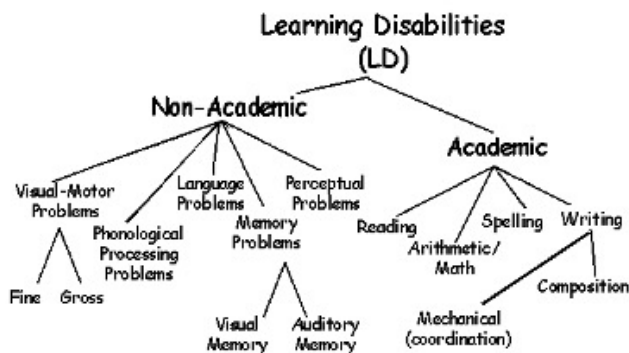 Learning Disabilities
(LD)
Non-Academic
Academic
Visual-Motor
Problems
Phonological
Processing
Problems
Language
Problems
Memory
Problems
Perceptual
Problems
Reading
Arithmetic/
Math
Spelling
Writing
Fine
Gross
Visual
Memory
Auditory
Memory
Mechanical
(coordination)
Composition